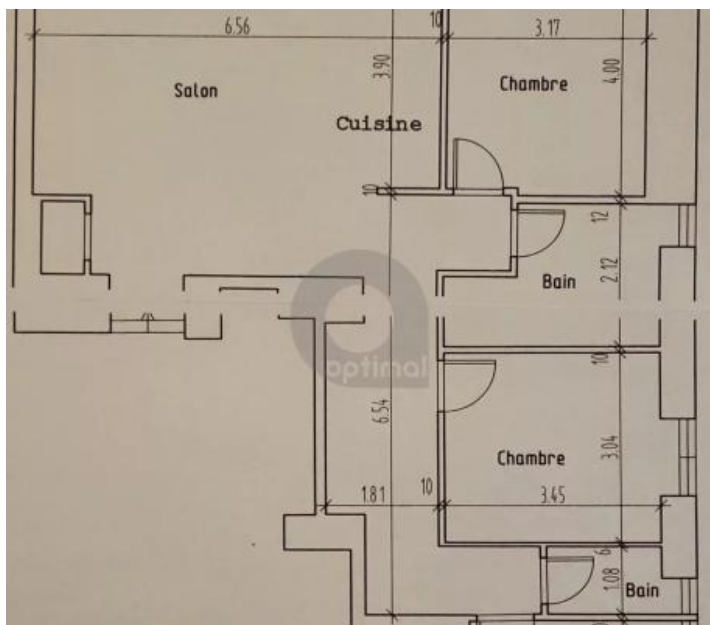 6.56
10
3.17
3.90
4.00
Salon
Chambre
Cuisine
10
12
2.12
Bain
optimal
10
6.54
3.04
Chambre
1.81
10
3.45
6
1.08
Bain